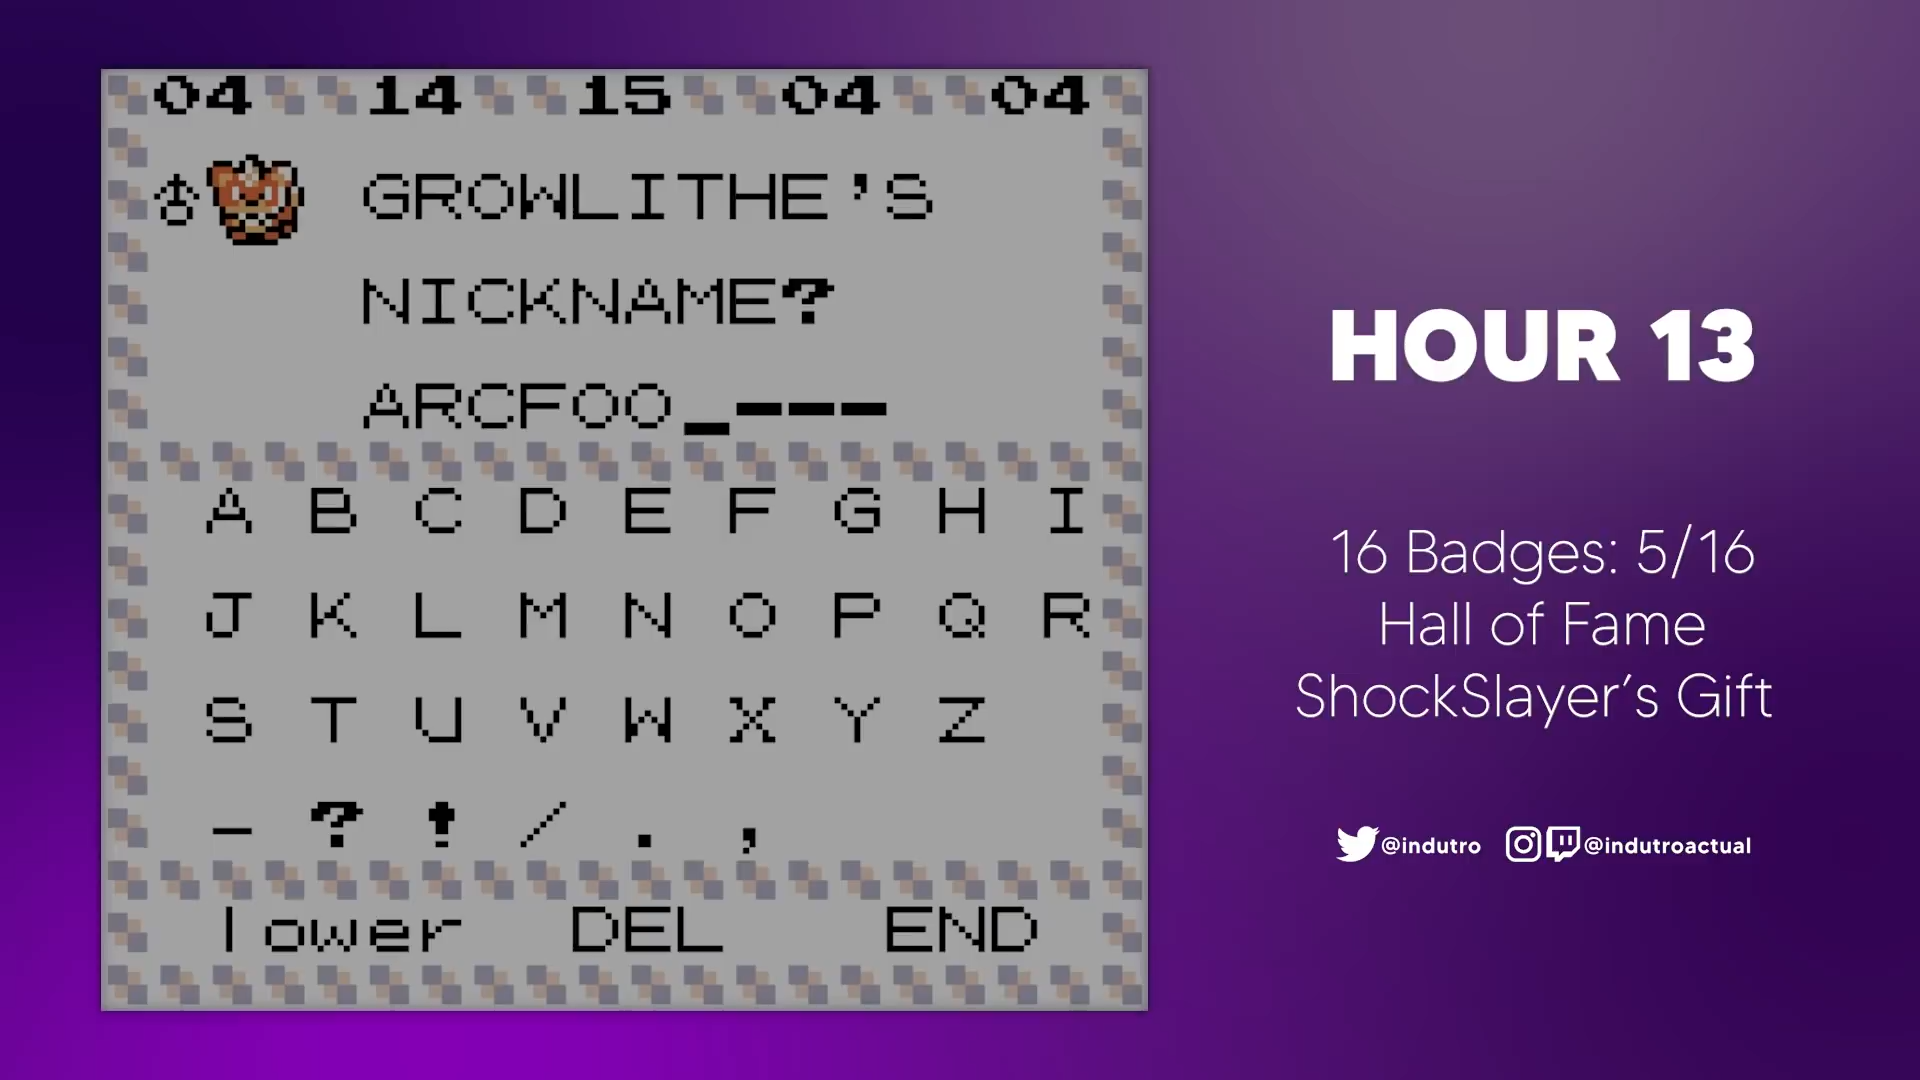 04 14 15 04 04
GROWLITHE'S
NICKNAME?
ARCFOO_---
A B C D E F G H I
J K L M N O P Q R
S T U V W X Y Z
- ? ! / . ,
lower DEL END
HOUR 13
16 Badges: 5/16
Hall of Fame
ShockSlayer's Gift
@indutro @indutroactual